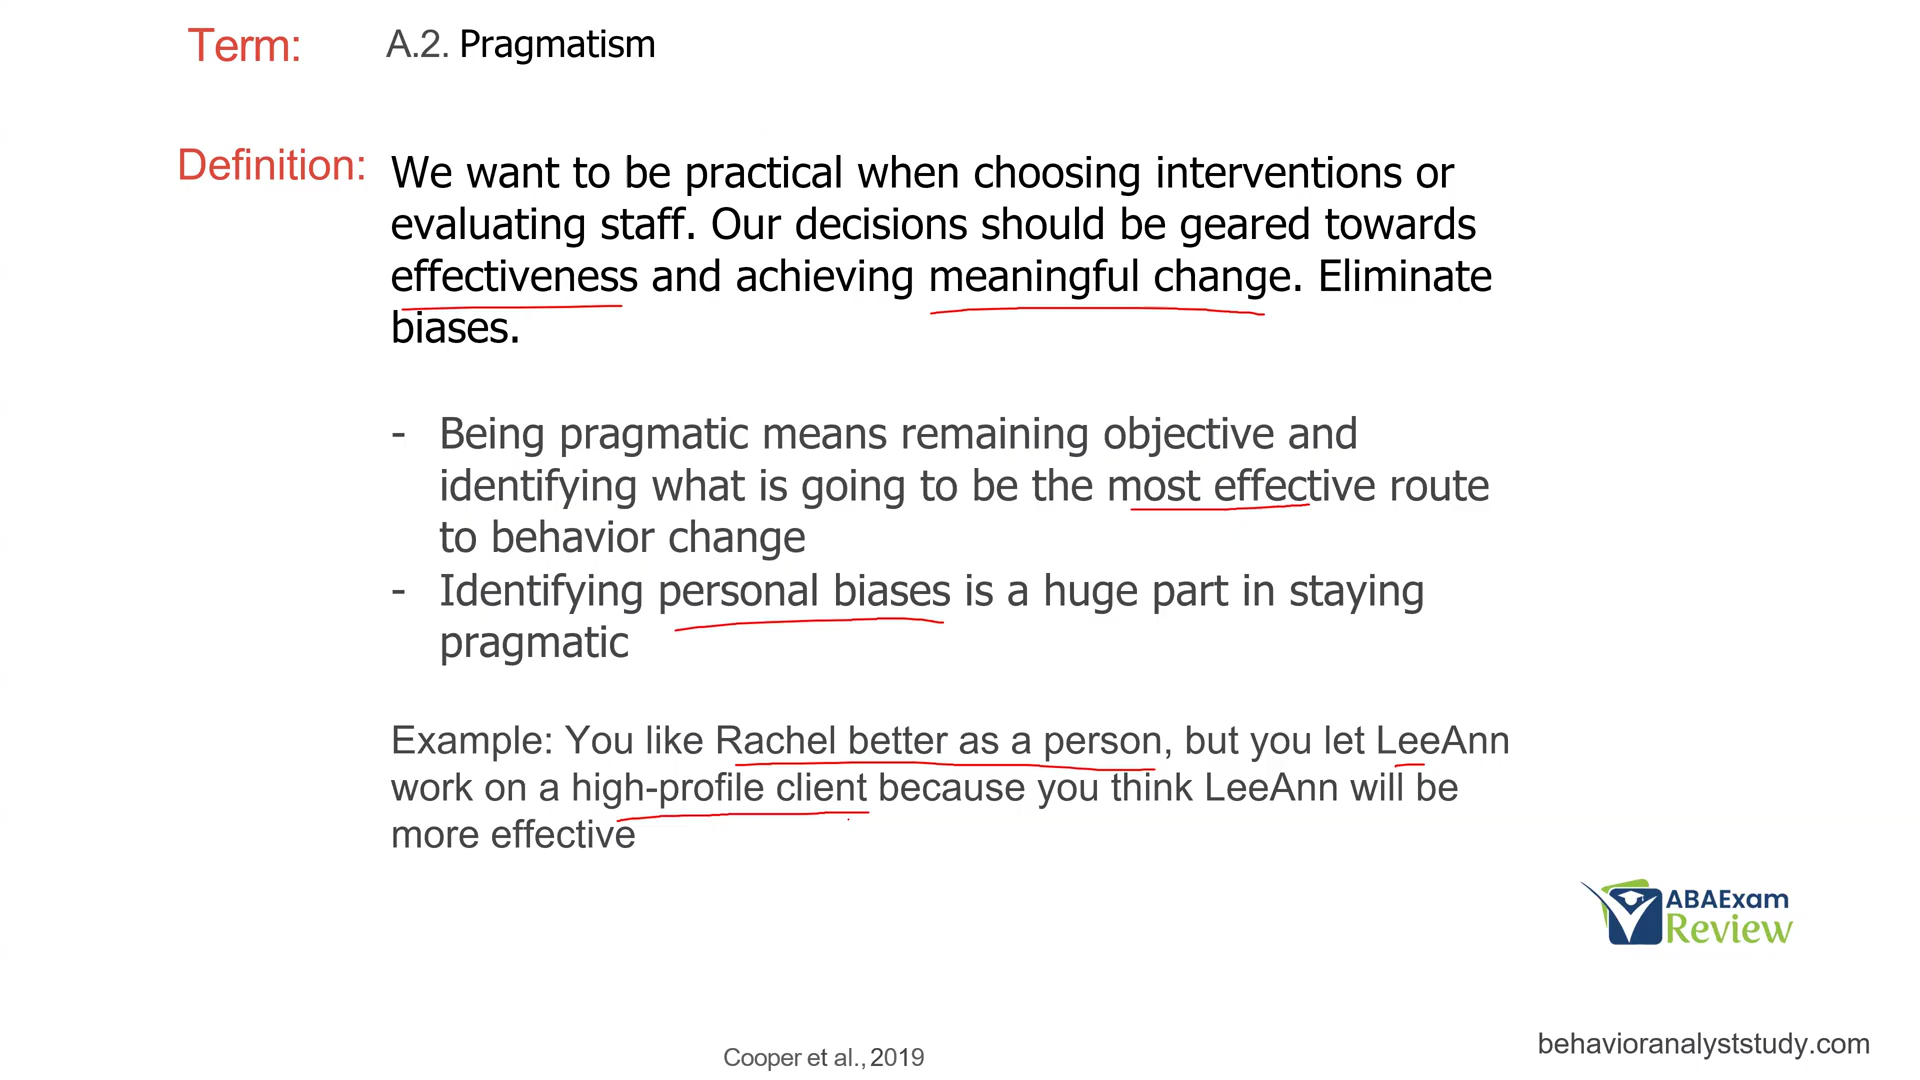 Term: A.2. Pragmatism
Definition: We want to be practical when choosing interventions or
evaluating staff. Our decisions should be geared towards
effectiveness and achieving meaningful change. Eliminate
biases.
- Being pragmatic means remaining objective and
identifying what is going to be the most effective route
to behavior change
- Identifying personal biases is a huge part in staying
pragmatic
Example: You like Rachel better as a person, but you let LeeAnn
work on a high-profile client because you think LeeAnn will be
more effective
ABAExam
Review
behavioranalyststudy.com
Cooper et al., 2019